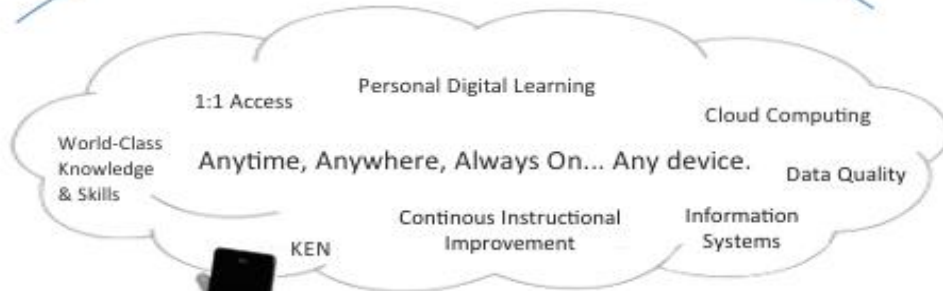 Personal Digital Learning
1:1 Access
Cloud Computing
World-Class
Knowledge
& Skills
Anytime, Anywhere, Always On... Any device.
Data Quality
Continous Instructional
Improvement
Information
Systems
KEN